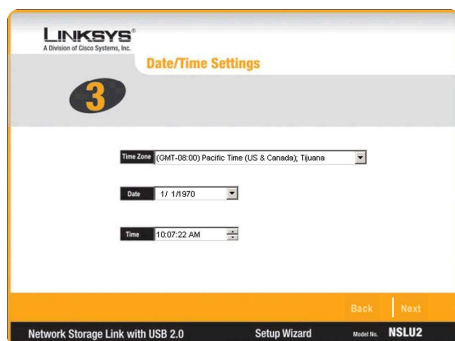 LINKSYS®
A Division of Cisco Systems, Inc.
Date/Time Settings
3
Time Zone (GMT-08:00) Pacific Time (US & Canada); Tijuana
Date 1/ 1/1970
Time 10:07:22 AM
Back Next
Network Storage Link with USB 2.0 Setup Wizard Model No. NSLU2